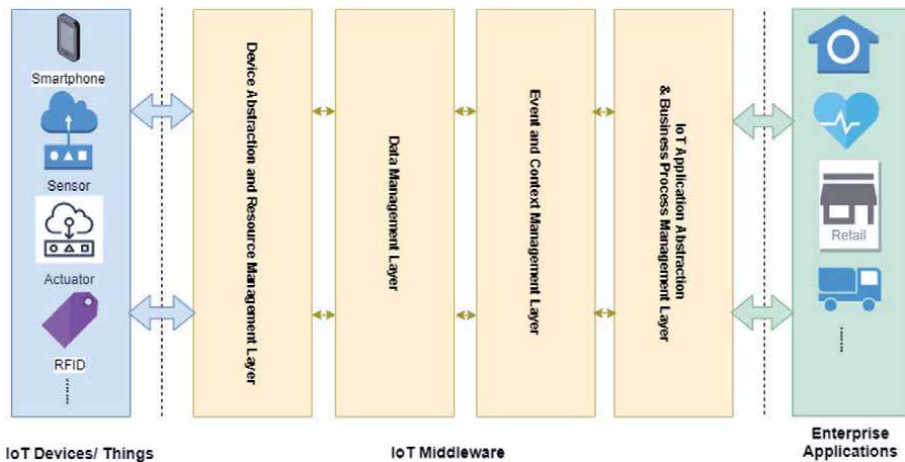 Smartphone
Sensor
Actuator
RFID
Device Abstraction and Resource Management Layer
Data Management Layer
Event and Context Management Layer
IoT Application Abstraction
& Business Process Management Layer
Retail
IoT Devices/ Things
IoT Middleware
Enterprise
Applications